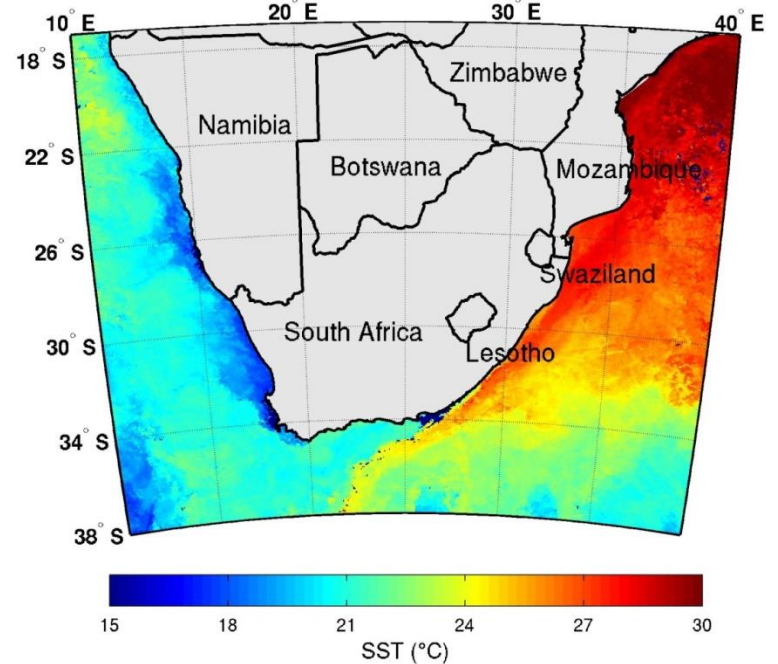 10° E 20° E 30° E 40° E
18° S
Zimbabwe
Namibia
22° S
Botswana
Mozambique
26° S
Swaziland
South Africa
30° S
Lesotho
34° S
38° S
15 18 21 24 27 30
SST (°C)